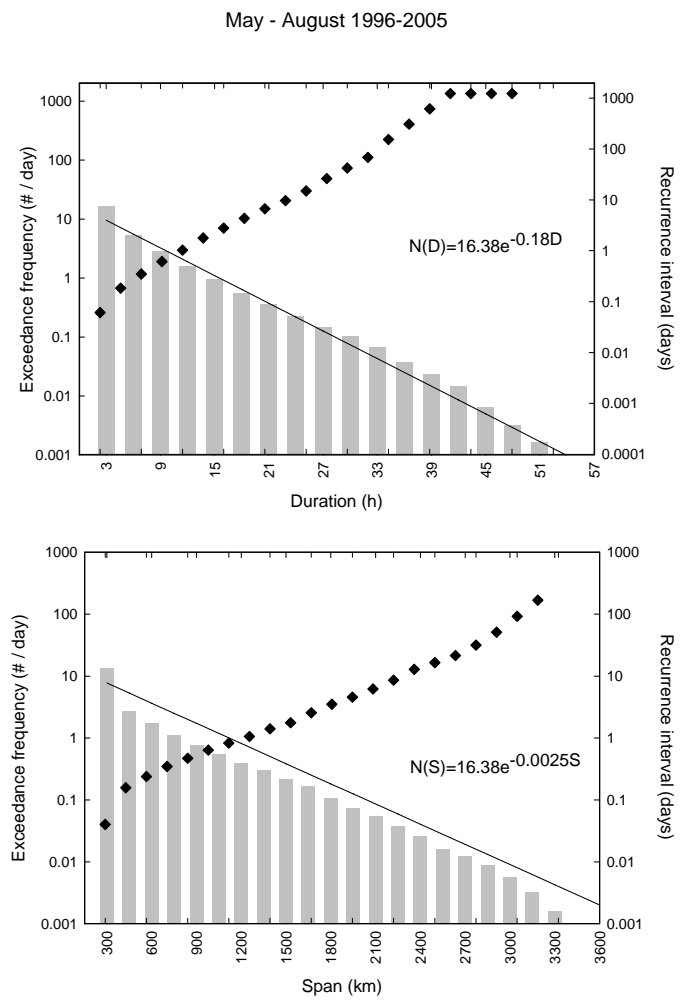 May - August 1996-2005
1000
100
10
1
0.1
0.01
0.001
Exceedance frequency (# / day)
1000
100
10
1
0.1
0.01
0.001
0.0001
Recurrence interval (days)
N(D)=16.38e-0.18D
3 9 15 21 27 33 39 45 51 57
Duration (h)
1000
100
10
1
0.1
0.01
0.001
Exceedance frequency (# / day)
1000
100
10
1
0.1
0.01
0.001
Recurrence interval (days)
N(S)=16.38e-0.0025S
300 600 900 1200 1500 1800 2100 2400 2700 3000 3300 3600
Span (km)